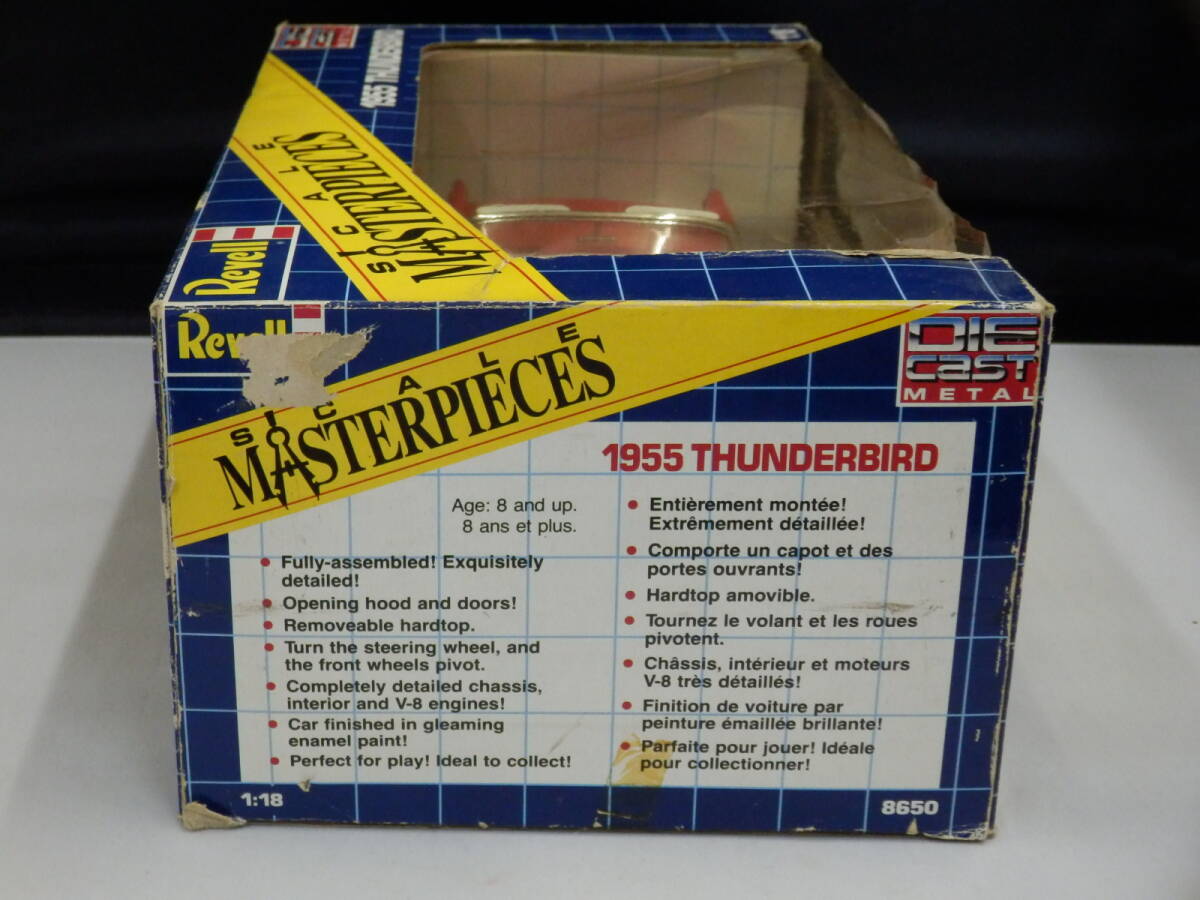 1955 THUNDERBIRD
SCALE
MASTERPIÈCES
Revell
Revell
SCALE
MASTERPIÈCES
DIE
CAST
METAL
1955 THUNDERBIRD
Age: 8 and up.
8 ans et plus.
• Fully-assembled! Exquisitely
detailed!
• Opening hood and doors!
• Removeable hardtop.
• Turn the steering wheel, and
the front wheels pivot.
• Completely detailed chassis,
interior and V-8 engines!
• Car finished in gleaming
enamel paint!
• Perfect for play! Ideal to collect!
• Entièrement montée!
Extrêmement détaillée!
• Comporte un capot et des
portes ouvrants!
• Hardtop amovible.
• Tournez le volant et les roues
pivotent.
• Châssis, intérieur et moteurs
V-8 très détaillés!
• Finition de voiture par
peinture émaillée brillante!
• Parfaite pour jouer! Idéale
pour collectionner!
1:18
8650